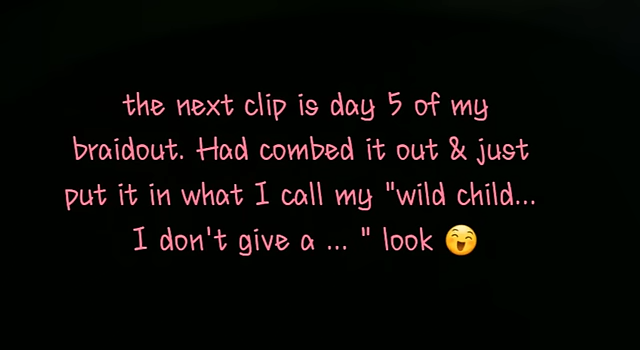 the next clip is day 5 of my
braidout. Had combed it out & just
put it in what I call my "wild child...
I don't give a ... " look 😄